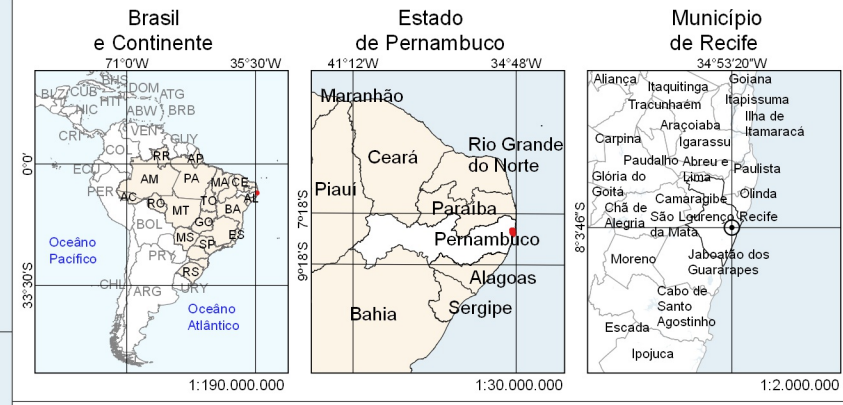 Brasil
e Continente
71°0'W
35°30'W
0°0'
33°30'S
BHS
BLZ
CUB
DOM
ATG
HTI
NIC
ABW
BRB
CRI
VEN
GUY
COL
RR
AP
ECU
AM
PA
MA
CE
PER
AC
RO
TO
AL
MT
BA
BOL
GO
MS
ES
SP
PRY
RS
CHL
ARG
URY
Oceâno
Pacífico
Oceâno
Atlântico
1:190.000.000
Estado
de Pernambuco
41°12'W
34°48'W
7°18'S
9°18'S
Maranhão
Rio Grande
do Norte
Ceará
Piauí
Paraíba
Pernambuco
Alagoas
Sergipe
Bahia
1:30.000.000
Município
de Recife
34°53'20"W
8°3'46"S
Aliança
Goiana
Itaquitinga
Tracunhaém
Itapissuma
Ilha de
Itamaracá
Araçoiaba
Carpina
Igarassu
Paudalho
Abreu e
Lima
Paulista
Glória do
Goitá
Camaragibe
Olinda
Chã de
Alegria
São Lourenço
da Mata
Recife
Moreno
Jaboatão dos
Guararapes
Cabo de
Santo
Agostinho
Escada
Ipojuca
1:2.000.000